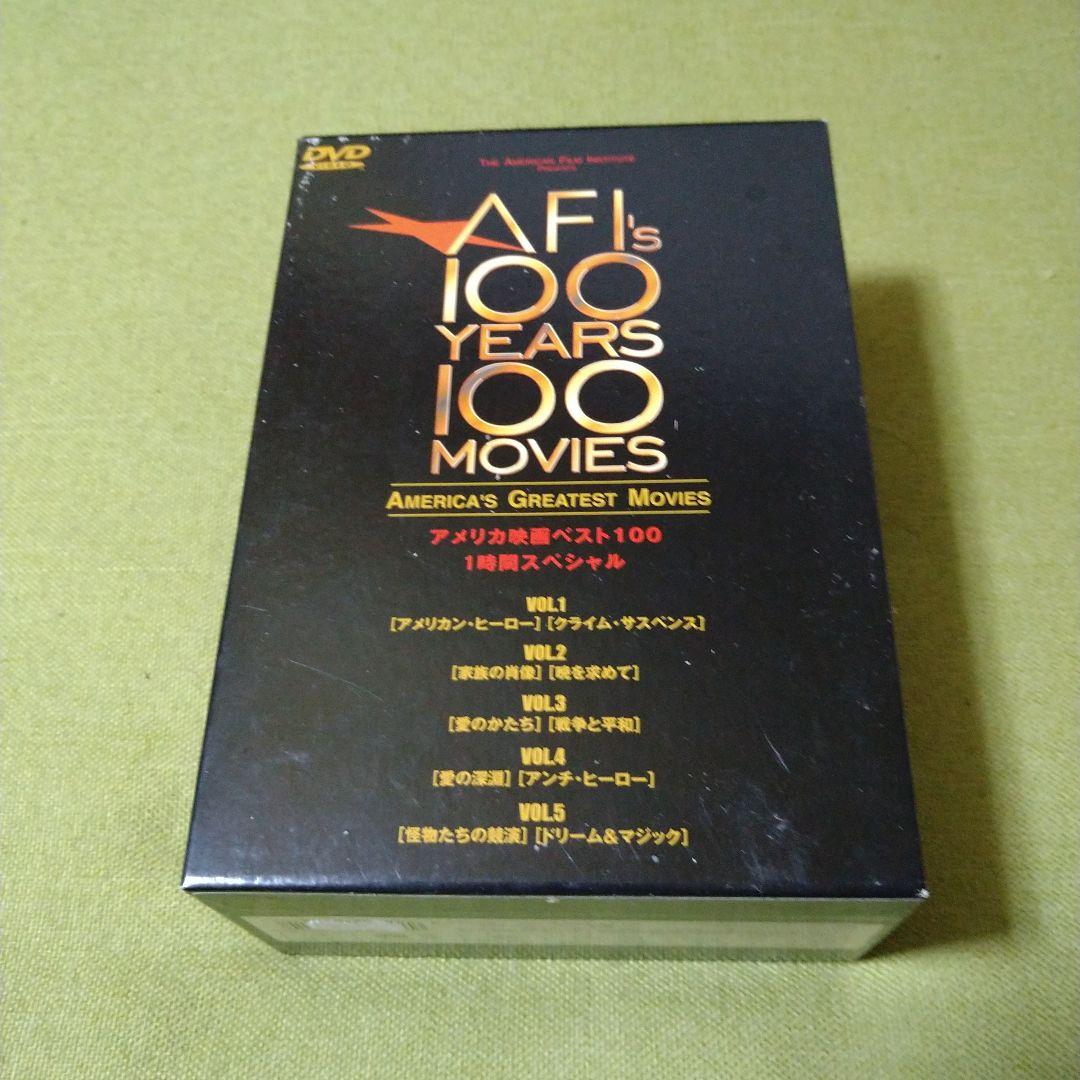 DVD
VIDEO
THE AMERICAN FILM INSTITUTE
PRESENTS
AFI's
100
YEARS
100
MOVIES
AMERICA'S GREATEST MOVIES
アメリカ映画ベスト100
1時間スペシャル
VOL.1
[アメリカン・ヒーロー] [クライム・サスペンス]
VOL.2
[家族の肖像] [暁を求めて]
VOL.3
[愛のかたち] [戦争と平和]
VOL.4
[愛の深淵] [アンチ・ヒーロー]
VOL.5
[怪物たちの競演] [ドリーム&マジック]